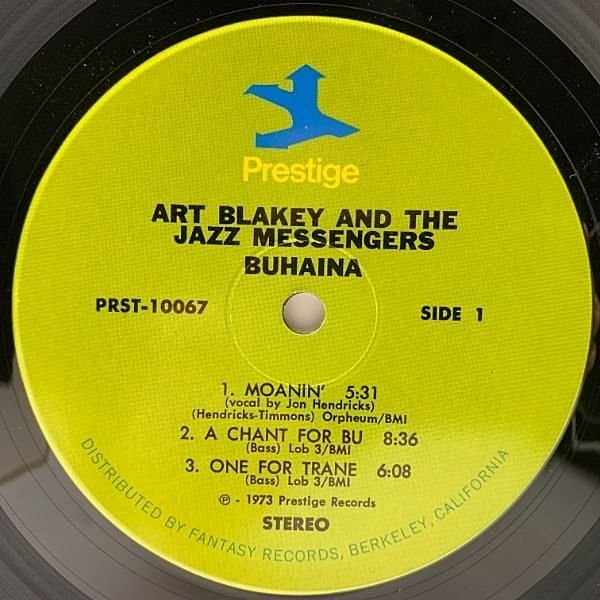 Prestige
ART BLAKEY AND THE
JAZZ MESSENGERS
BUHAINA
PRST-10067
SIDE 1
1. MOANIN' 5:31
(vocal by Jon Hendricks)
(Hendricks-Timmons) Orpheum/BMI
2. A CHANT FOR BU 8:36
(Bass) Lob 3/BMI
3. ONE FOR TRANE 6:08
(Bass) Lob 3/BMI
℗ - 1973 Prestige Records
STEREO
DISTRIBUTED BY FANTASY RECORDS, BERKELEY, CALIFORNIA